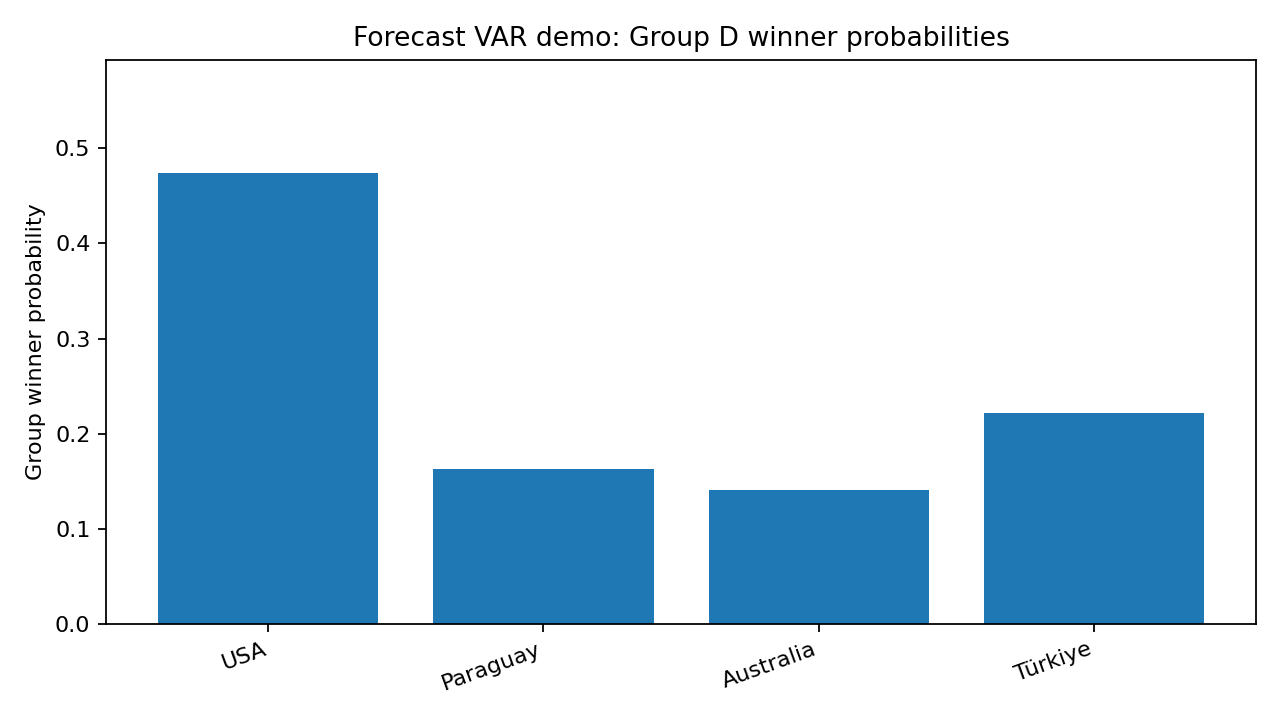 Forecast VAR demo: Group D winner probabilities
Group winner probability
0.5
0.4
0.3
0.2
0.1
0.0
USA
Paraguay
Australia
Türkiye